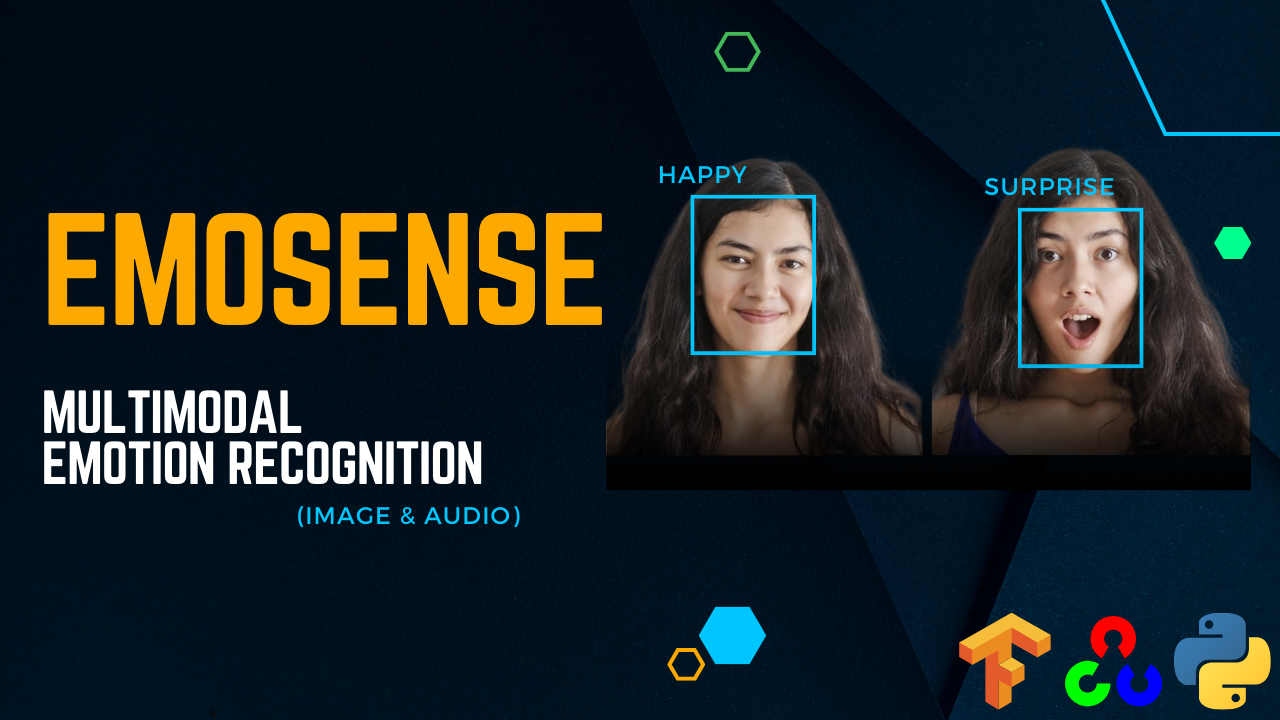 EMOSENSE
MULTIMODAL
EMOTION RECOGNITION
(IMAGE & AUDIO)
HAPPY
SURPRISE